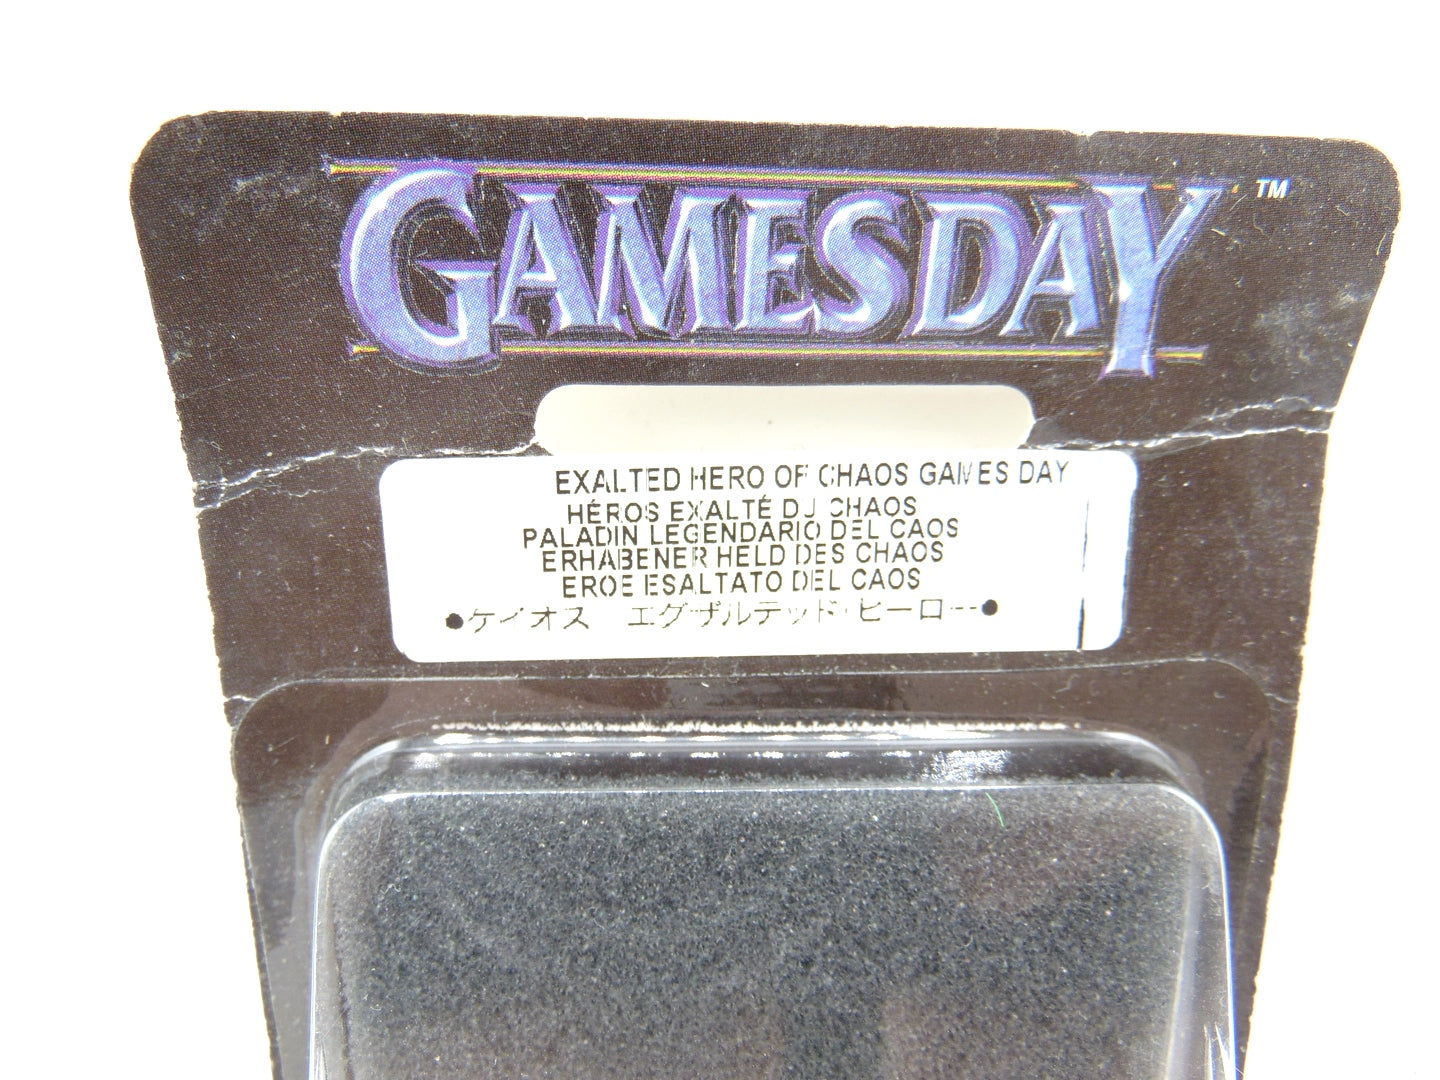 GAMESDAY™
EXALTED HERO OF CHAOS GAMES DAY
HÉROS EXALTÉ DU CHAOS
PALADIN LEGENDARIO DEL CAOS
ERHABENER HELD DES CHAOS
EROE ESALTATO DEL CAOS
●ケイオス エグザルテッド・ヒーロー●